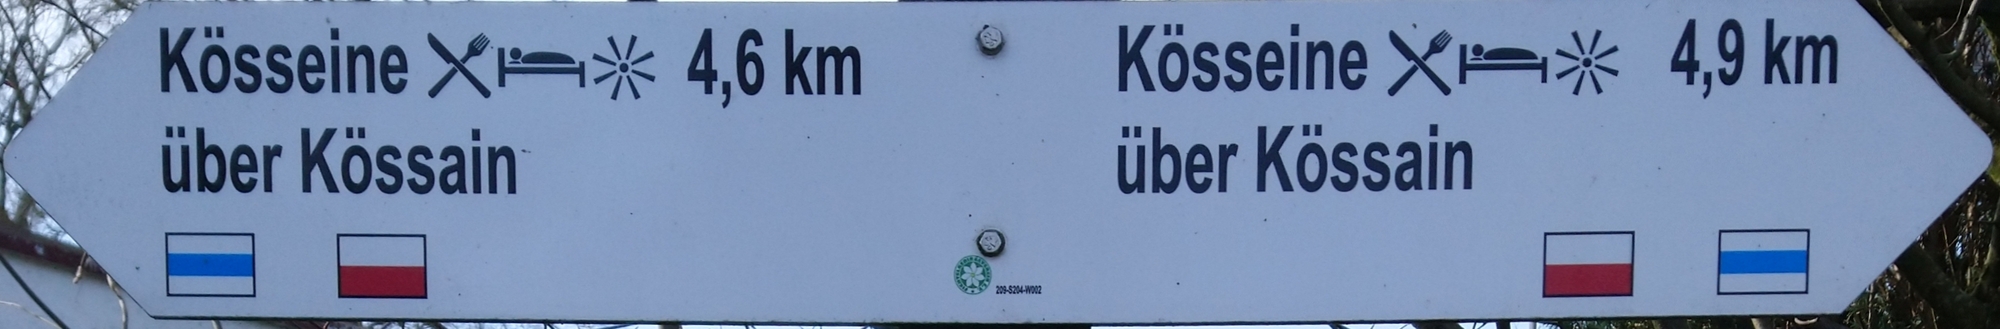 Kösseine 4,6 km
über Kössain
Kösseine 4,9 km
über Kössain
209-S204-W002